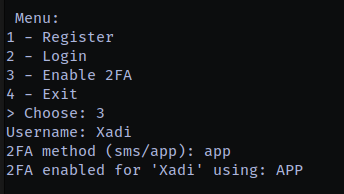 Menu:
1 - Register
2 - Login
3 - Enable 2FA
4 - Exit
> Choose: 3
Username: Xadi
2FA method (sms/app): app
2FA enabled for 'Xadi' using: APP